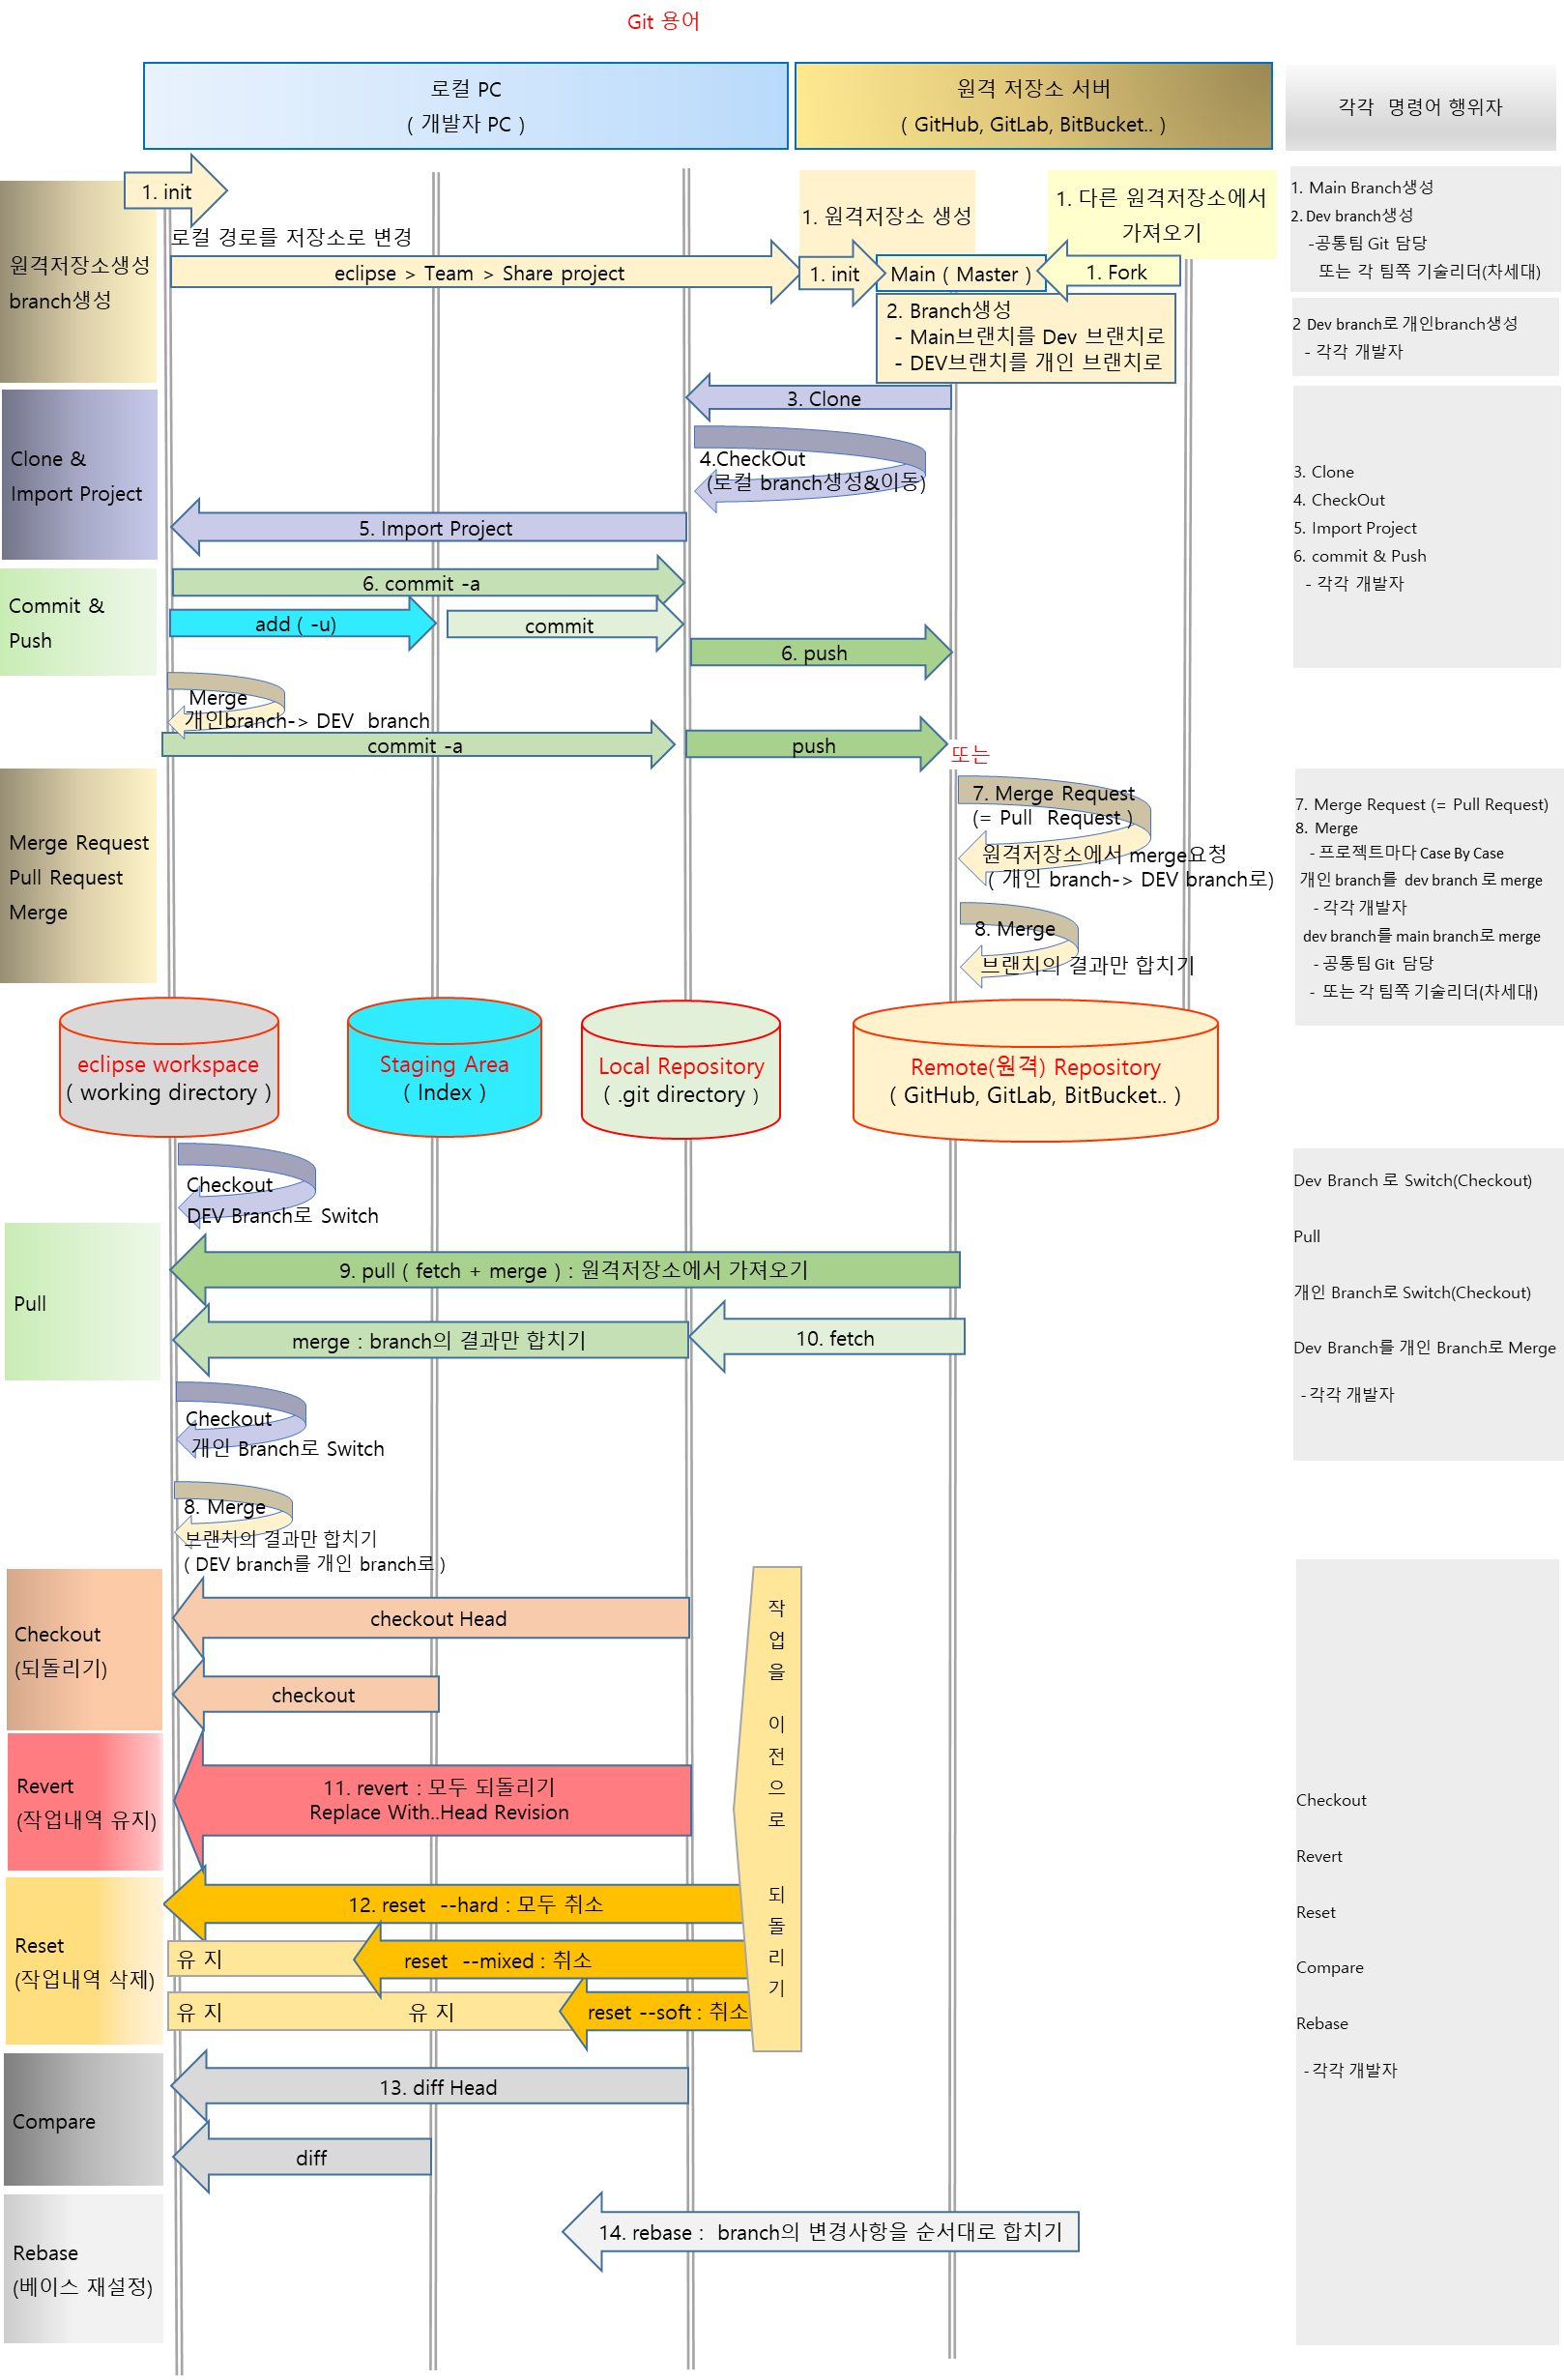 Git 용어
로컬 PC
( 개발자 PC )
원격 저장소 서버
( GitHub, GitLab, BitBucket.. )
각각 명령어 행위자
원격저장소생성
branch생성
1. init
로컬 경로를 저장소로 변경
eclipse > Team > Share project
1. 원격저장소 생성
1. init
Main ( Master )
1. 다른 원격저장소에서
가져오기
1. Fork
2. Branch생성
- Main브랜치를 Dev 브랜치로
- DEV브랜치를 개인 브랜치로
1. Main Branch생성
2. Dev branch생성
-공통팀 Git 담당
또는 각 팀쪽 기술리더(차세대)
2 Dev branch로 개인branch생성
- 각각 개발자
Clone &
Import Project
3. Clone
4.CheckOut
(로컬 branch생성&이동)
5. Import Project
3. Clone
4. CheckOut
5. Import Project
6. commit & Push
- 각각 개발자
Commit &
Push
6. commit -a
add ( -u)
commit
6. push
Merge
개인branch-> DEV branch
commit -a
push
또는
Merge Request
Pull Request
Merge
7. Merge Request
(= Pull Request )
원격저장소에서 merge요청
( 개인 branch-> DEV branch로)
8. Merge
브랜치의 결과만 합치기
7. Merge Request (= Pull Request)
8. Merge
- 프로젝트마다 Case By Case
개인 branch를 dev branch 로 merge
- 각각 개발자
dev branch를 main branch로 merge
- 공통팀 Git 담당
- 또는 각 팀쪽 기술리더(차세대)
eclipse workspace
( working directory )
Staging Area
( Index )
Local Repository
( .git directory )
Remote(원격) Repository
( GitHub, GitLab, BitBucket.. )
Checkout
DEV Branch로 Switch
Pull
9. pull ( fetch + merge ) : 원격저장소에서 가져오기
merge : branch의 결과만 합치기
10. fetch
Checkout
개인 Branch로 Switch
8. Merge
브랜치의 결과만 합치기
( DEV branch를 개인 branch로 )
Dev Branch 로 Switch(Checkout)
Pull
개인 Branch로 Switch(Checkout)
Dev Branch를 개인 Branch로 Merge
- 각각 개발자
Checkout
(되돌리기)
checkout Head
checkout
작업을 이전으로 되돌리기
Revert
(작업내역 유지)
11. revert : 모두 되돌리기
Replace With..Head Revision
Reset
(작업내역 삭제)
12. reset --hard : 모두 취소
유 지
reset --mixed : 취소
유 지
유 지
reset --soft : 취소
Compare
13. diff Head
diff
Rebase
(베이스 재설정)
14. rebase : branch의 변경사항을 순서대로 합치기
Checkout
Revert
Reset
Compare
Rebase
- 각각 개발자